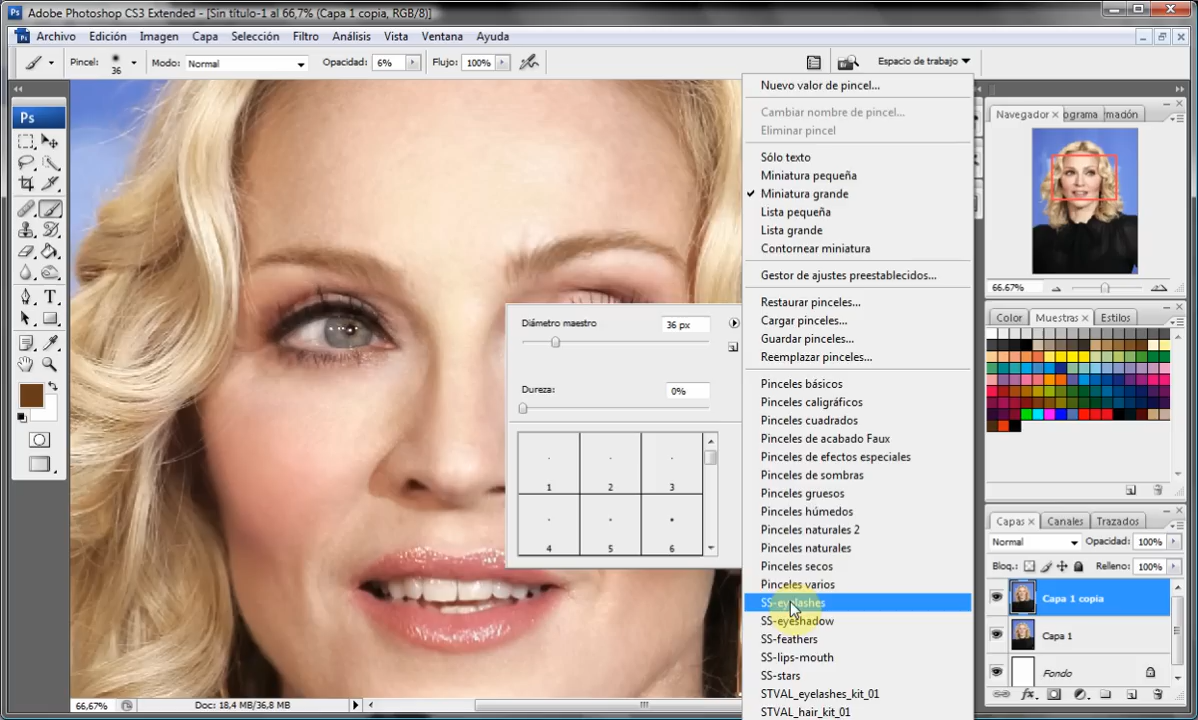 Adobe Photoshop CS3 Extended - [Sin título-1 al 66,7% (Capa 1 copia, RGB/8)]
Archivo Edición Imagen Capa Selección Filtro Análisis Vista Ventana Ayuda
Pincel: 36 Modo: Normal Opacidad: 6% Flujo: 100% Espacio de trabajo
Ps
Nuevo valor de pincel...
Cambiar nombre de pincel...
Eliminar pincel
Sólo texto
Miniatura pequeña
Miniatura grande
Lista pequeña
Lista grande
Contornear miniatura
Gestor de ajustes preestablecidos...
Restaurar pinceles...
Cargar pinceles...
Guardar pinceles...
Reemplazar pinceles...
Pinceles básicos
Pinceles caligráficos
Pinceles cuadrados
Pinceles de acabado Faux
Pinceles de efectos especiales
Pinceles de sombras
Pinceles gruesos
Pinceles húmedos
Pinceles naturales 2
Pinceles naturales
Pinceles secos
Pinceles varios
SS-eyelashes
SS-eyeshadow
SS-feathers
SS-lips-mouth
SS-stars
STVAL_eyelashes_kit_01
STVAL_hair_kit_01
Diámetro maestro 36 px
Dureza: 0%
1 2 3
4 5 6
Navegador ograma mación
66.67%
Color Muestras Estilos
Capas Canales Trazados
Normal Opacidad: 100%
Bloq.: Relleno: 100%
Capa 1 copia
Capa 1
Fondo
66,67% Doc: 18,4 MB/36,8 MB